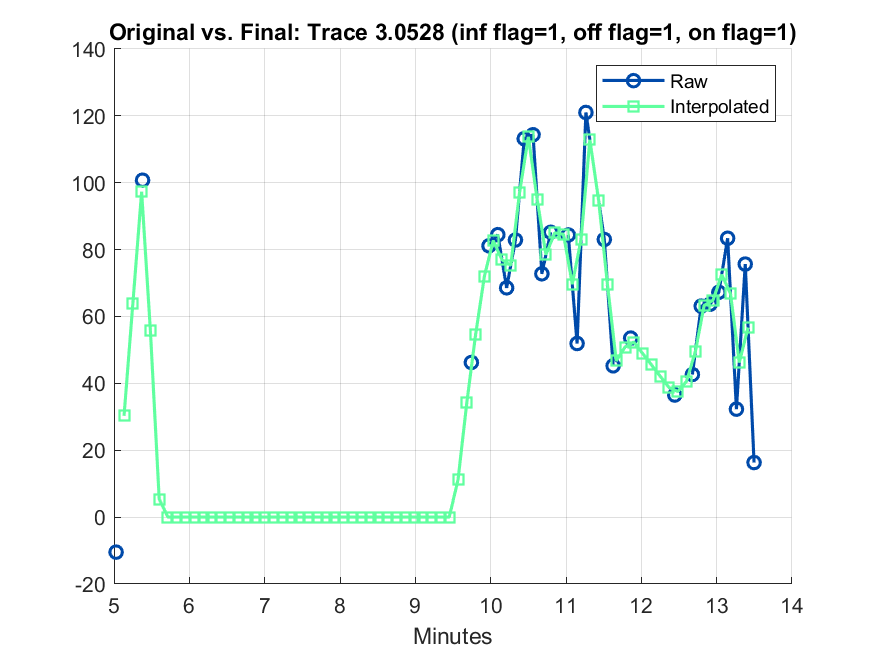 Original vs. Final: Trace 3.0528 (inf flag=1, off flag=1, on flag=1)
140
120
100
80
60
40
20
0
-20
Raw
Interpolated
5 6 7 8 9 10 11 12 13 14
Minutes